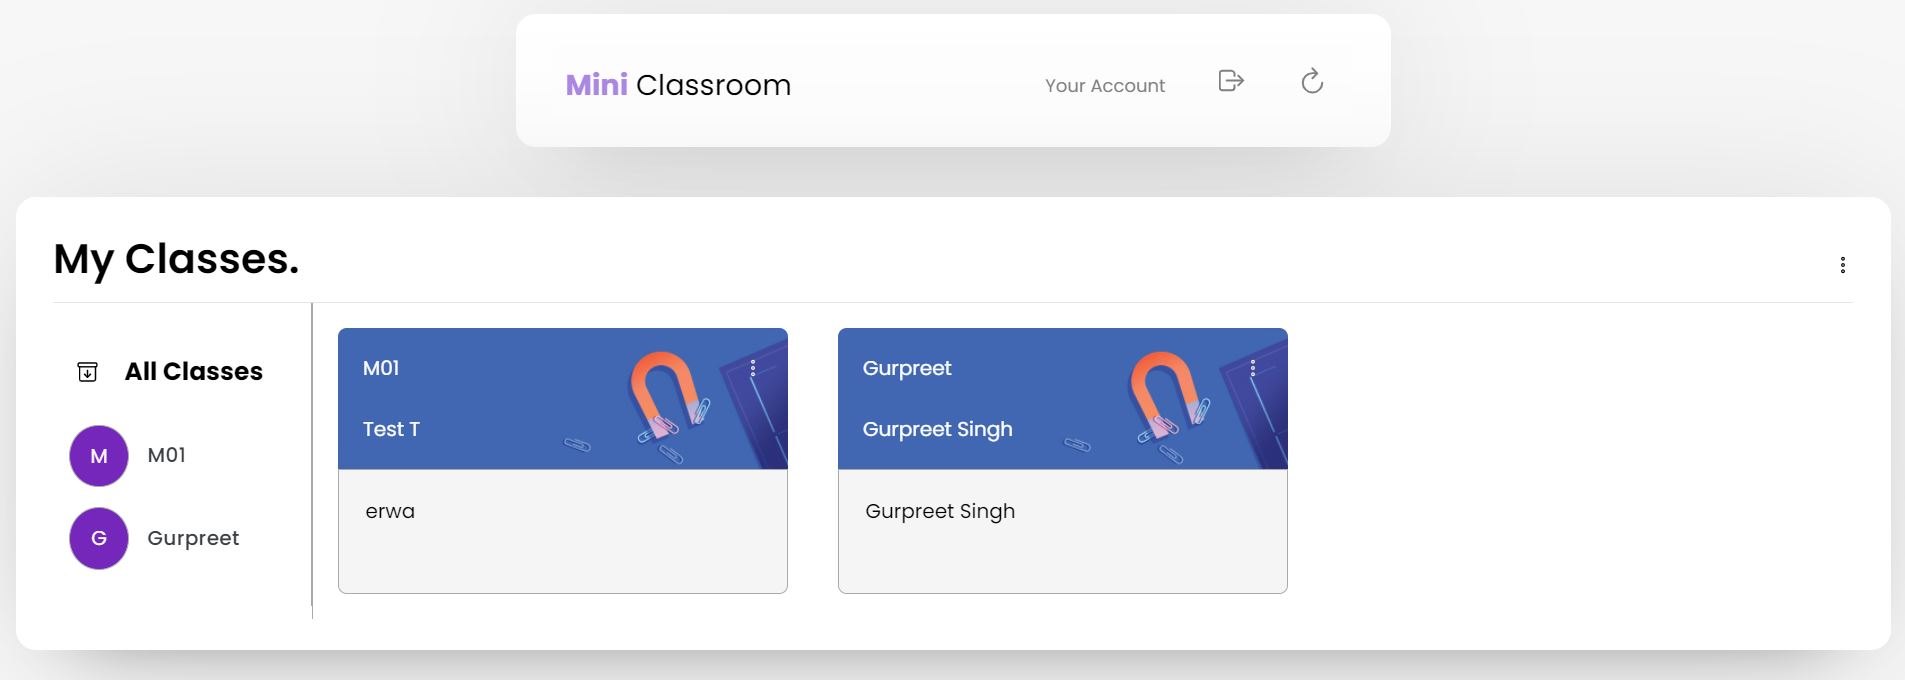 Mini Classroom
Your Account
My Classes.
All Classes
M M01
G Gurpreet
M01
Test T
erwa
Gurpreet
Gurpreet Singh
Gurpreet Singh